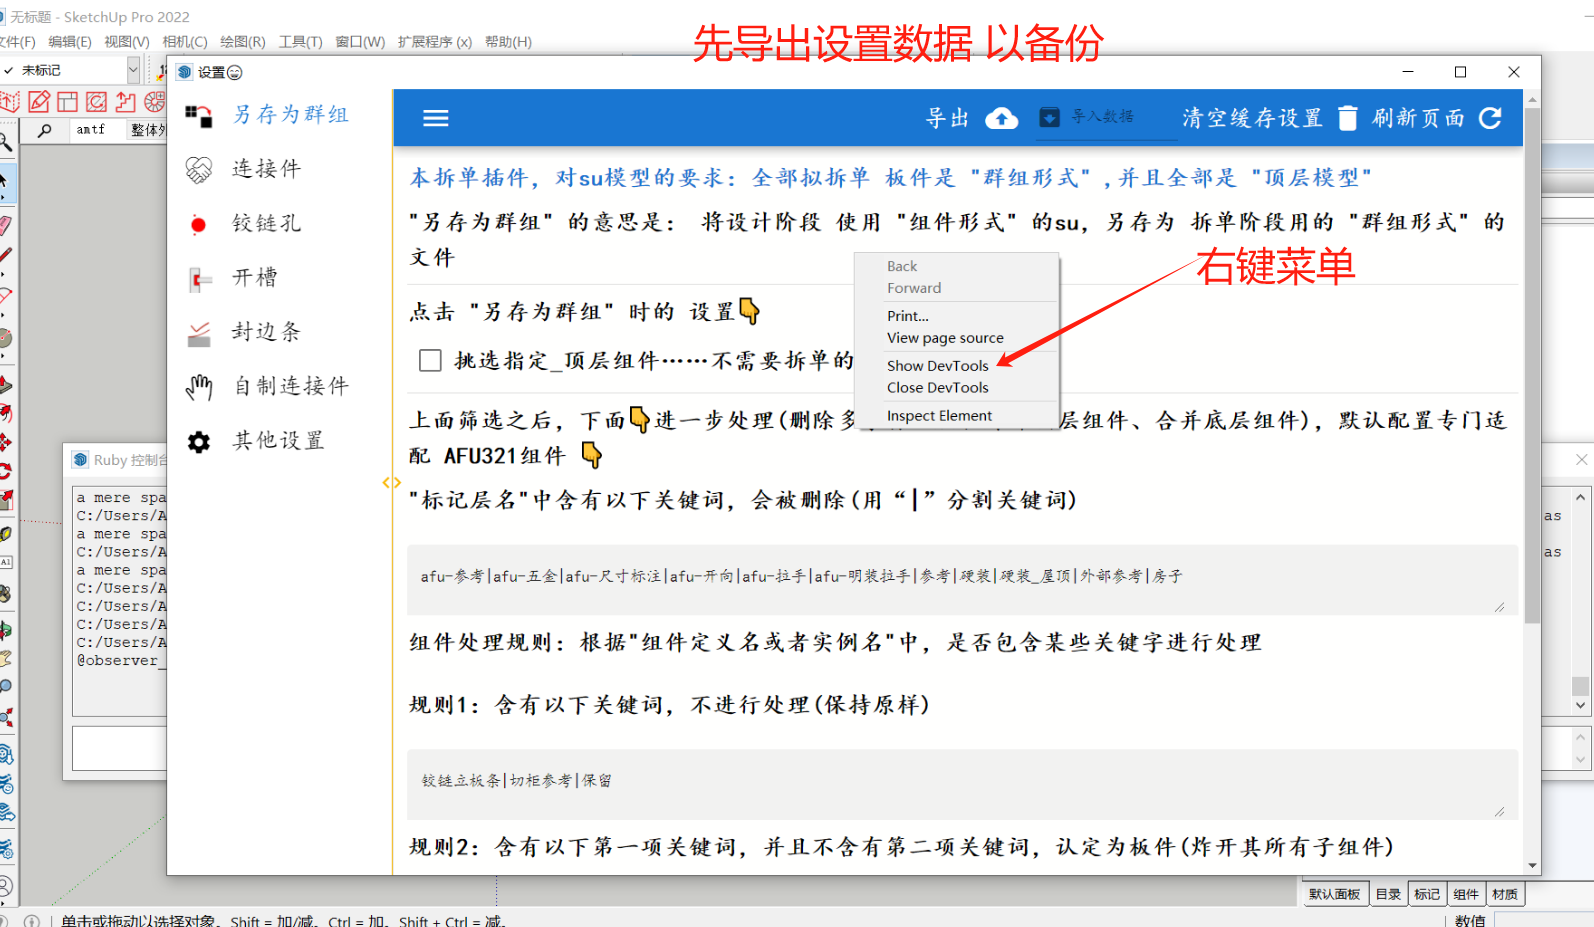 无标题 - SketchUp Pro 2022
先导出设置数据 以备份
文件(F) 编辑(E) 视图(V) 相机(C) 绘图(R) 工具(T) 窗口(W) 扩展程序 (x) 帮助(H)
未标记
设置
amtf 整体
另存为群组
连接件
铰链孔
开槽
封边条
自制连接件
其他设置
导出 导入数据 清空缓存设置 刷新页面
本拆单插件，对su模型的要求：全部拟拆单 板件是 "群组形式" ,并且全部是 "顶层模型"
"另存为群组" 的意思是： 将设计阶段 使用 "组件形式" 的su，另存为 拆单阶段用的 "群组形式" 的
文件
右键菜单
点击 "另存为群组" 时的 设置👇
挑选指定_顶层组件……不需要拆单的
Back
Forward
Print...
View page source
Show DevTools
Close DevTools
Inspect Element
上面筛选之后，下面👇进一步处理(删除多 层组件、合并底层组件)，默认配置专门适
配 AFU321组件 👇
"标记层名"中含有以下关键词，会被删除(用“|”分割关键词)
afu-参考|afu-五金|afu-尺寸标注|afu-开向|afu-拉手|afu-明装拉手|参考|硬装|硬装_屋顶|外部参考|房子
组件处理规则：根据"组件定义名或者实例名"中，是否包含某些关键字进行处理
规则1：含有以下关键词，不进行处理(保持原样)
铰链立板条|切柜参考|保留
规则2：含有以下第一项关键词，并且不含有第二项关键词，认定为板件(炸开其所有子组件)
Ruby 控制台
a mere spa
C:/Users/A
a mere spa
C:/Users/A
a mere spa
C:/Users/A
C:/Users/A
C:/Users/A
C:/Users/A
@observer_
as
as
默认面板 目录 标记 组件 材质
单击或拖动以选择对象。Shift = 加/减。Ctrl = 加。Shift + Ctrl = 减。
数值